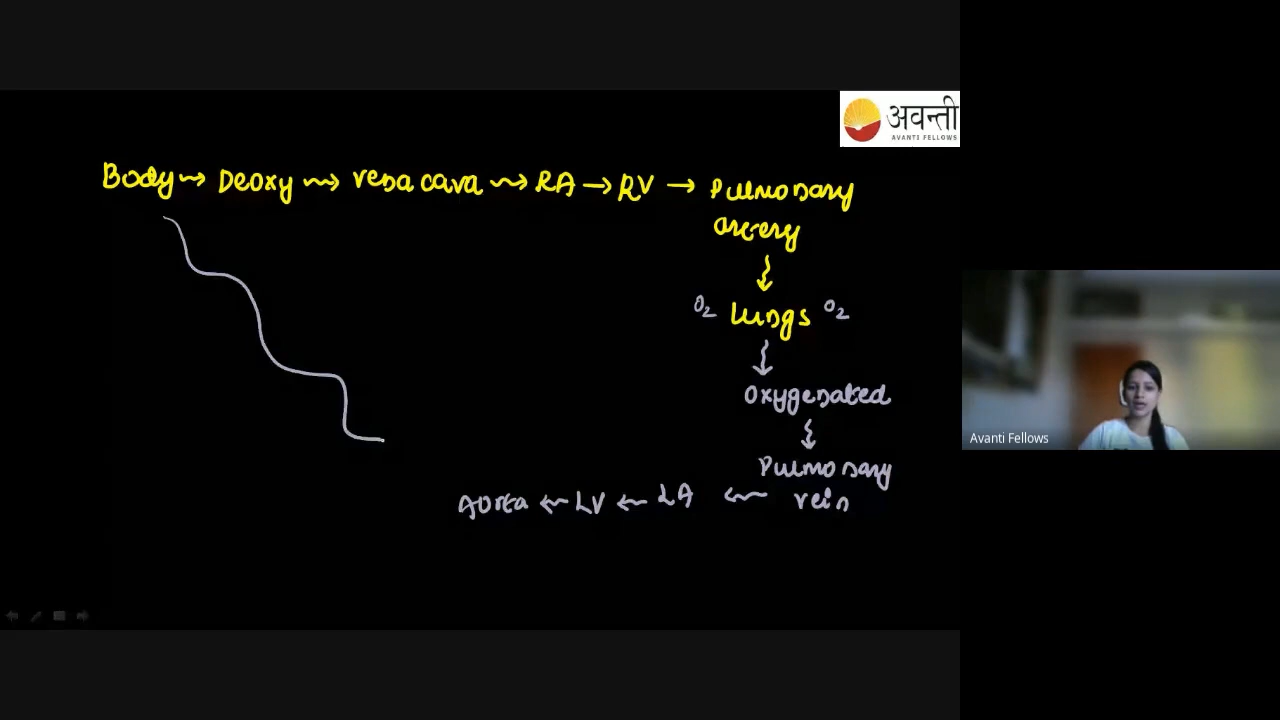 अवन्ती
AVANTI FELLOWS
Body → Deoxy → vena cava → RA → RV → Pulmonary
artery
O2 Lungs O2
Oxygenated
Pulmonary
vein
Aorta ← LV ← LA ←
Avanti Fellows